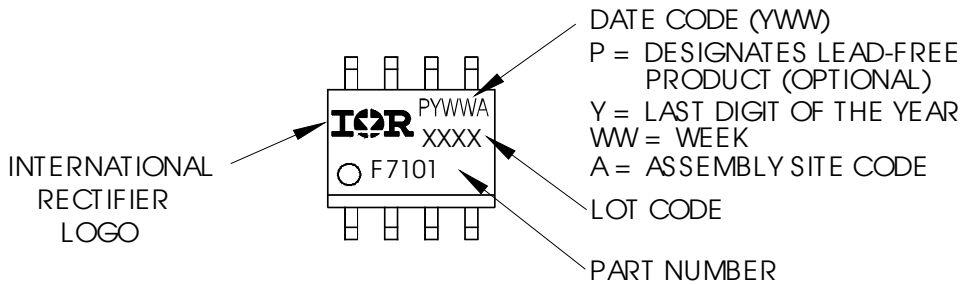 DATE CODE (YWW)
P = DESIGNATES LEAD-FREE
PRODUCT (OPTIONAL)
Y = LAST DIGIT OF THE YEAR
WW = WEEK
A = ASSEMBLY SITE CODE
LOT CODE
PART NUMBER
INTERNATIONAL
RECTIFIER
LOGO
PYWWA
IOR
XXXX
F7101